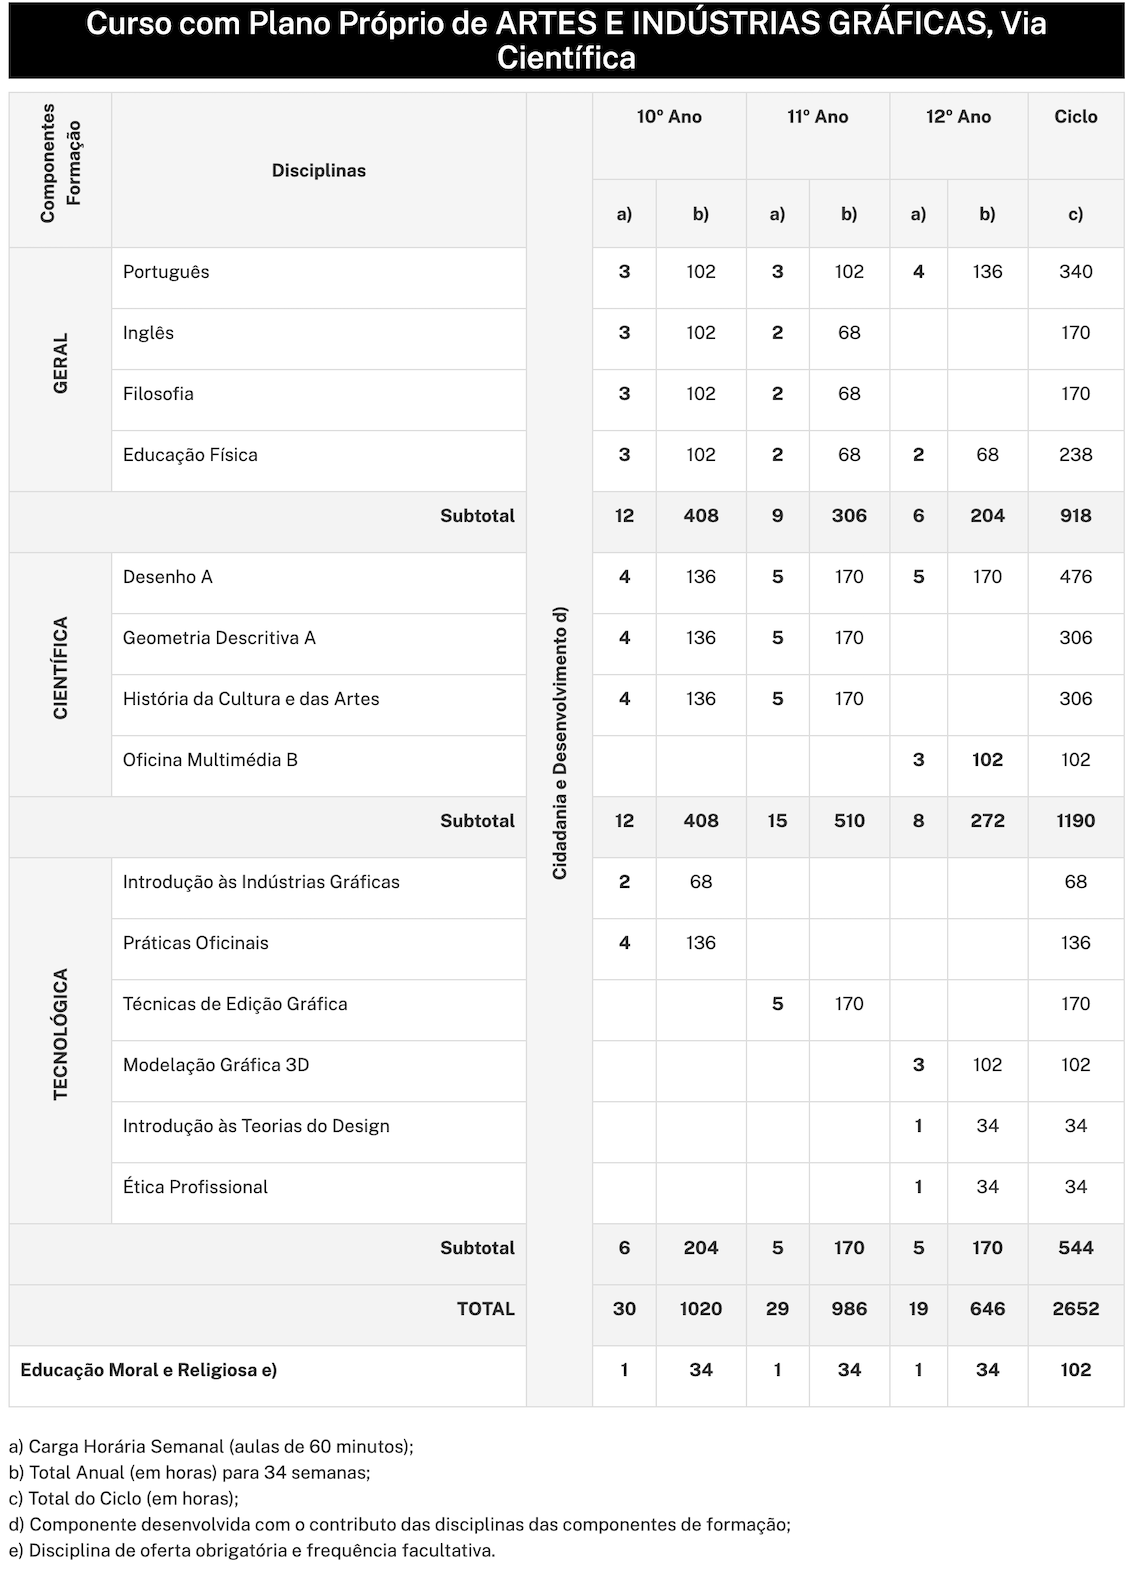 Curso com Plano Próprio de ARTES E INDÚSTRIAS GRÁFICAS, Via
Científica
Componentes
Formação
Disciplinas
Cidadania e Desenvolvimento d)
10º Ano 11º Ano 12º Ano Ciclo
a) b) a) b) a) b) c)
GERAL
Português 3 102 3 102 4 136 340
Inglês 3 102 2 68 170
Filosofia 3 102 2 68 170
Educação Física 3 102 2 68 2 68 238
Subtotal 12 408 9 306 6 204 918
CIENTÍFICA
Desenho A 4 136 5 170 5 170 476
Geometria Descritiva A 4 136 5 170 306
História da Cultura e das Artes 4 136 5 170 306
Oficina Multimédia B 3 102 102
Subtotal 12 408 15 510 8 272 1190
TECNOLÓGICA
Introdução às Indústrias Gráficas 2 68 68
Práticas Oficinais 4 136 136
Técnicas de Edição Gráfica 5 170 170
Modelação Gráfica 3D 3 102 102
Introdução às Teorias do Design 1 34 34
Ética Profissional 1 34 34
Subtotal 6 204 5 170 5 170 544
TOTAL 30 1020 29 986 19 646 2652
Educação Moral e Religiosa e) 1 34 1 34 1 34 102
a) Carga Horária Semanal (aulas de 60 minutos);
b) Total Anual (em horas) para 34 semanas;
c) Total do Ciclo (em horas);
d) Componente desenvolvida com o contributo das disciplinas das componentes de formação;
e) Disciplina de oferta obrigatória e frequência facultativa.